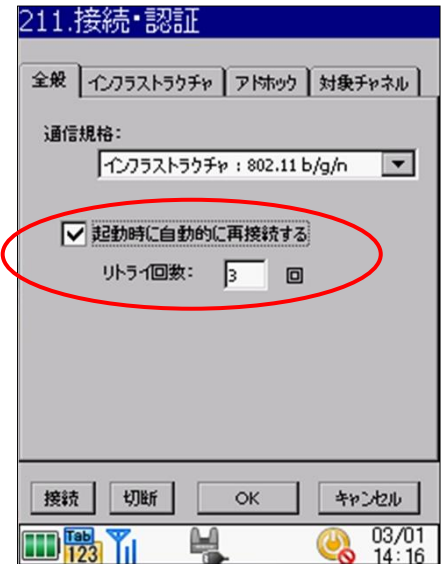 211.接続・認証
全般 インフラストラクチャ アドホック 対象チャネル
通信規格:
インフラストラクチャ : 802.11 b/g/n
起動時に自動的に再接続する
リトライ回数: 3 回
接続 切断 OK キャンセル
Tab 03/01
123 14:16